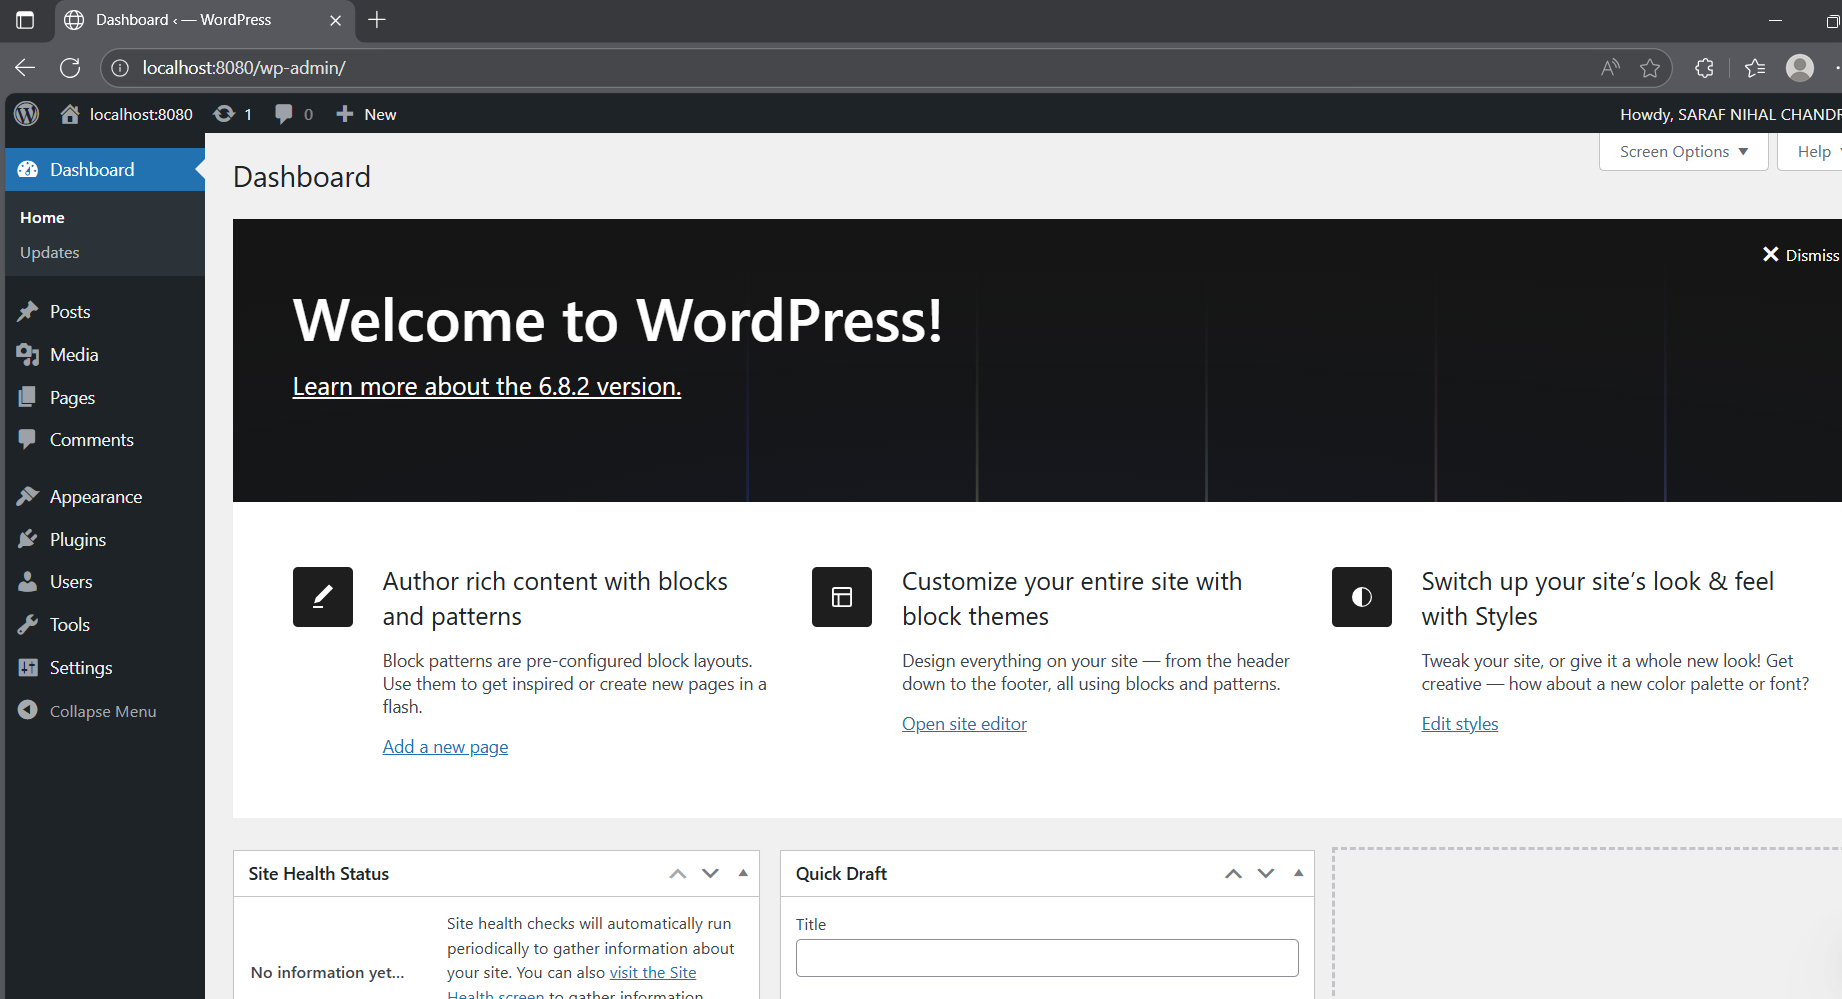 Dashboard ‹ — WordPress
localhost:8080/wp-admin/
localhost:8080 1 0 New
Howdy, SARAF NIHAL CHANDR
Dashboard
Home
Updates
Posts
Media
Pages
Comments
Appearance
Plugins
Users
Tools
Settings
Collapse Menu
Screen Options
Help
Dashboard
Dismiss
Welcome to WordPress!
Learn more about the 6.8.2 version.
Author rich content with blocks
and patterns
Block patterns are pre-configured block layouts.
Use them to get inspired or create new pages in a
flash.
Add a new page
Customize your entire site with
block themes
Design everything on your site — from the header
down to the footer, all using blocks and patterns.
Open site editor
Switch up your site’s look & feel
with Styles
Tweak your site, or give it a whole new look! Get
creative — how about a new color palette or font?
Edit styles
Site Health Status
No information yet...
Site health checks will automatically run
periodically to gather information about
your site. You can also visit the Site
Health screen to gather information
Quick Draft
Title